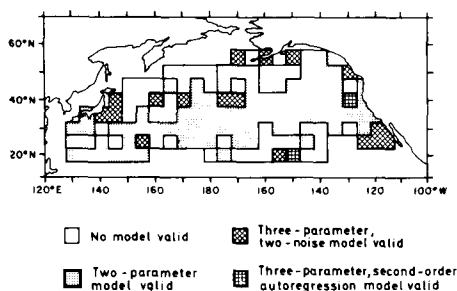 60°N
40°
20°N
120°E 140° 160° 180° 160° 140° 120° 100°W
No model valid
Three-parameter,
two-noise model valid
Two-parameter
model valid
Three-parameter, second-order
autoregression model valid